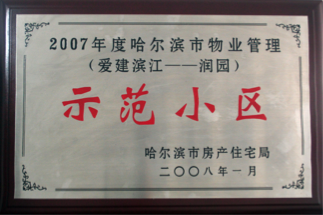 2007年度哈尔滨市物业管理
(爱建滨江——润园)
示范小区
哈尔滨市房产住宅局
二〇〇八年一月